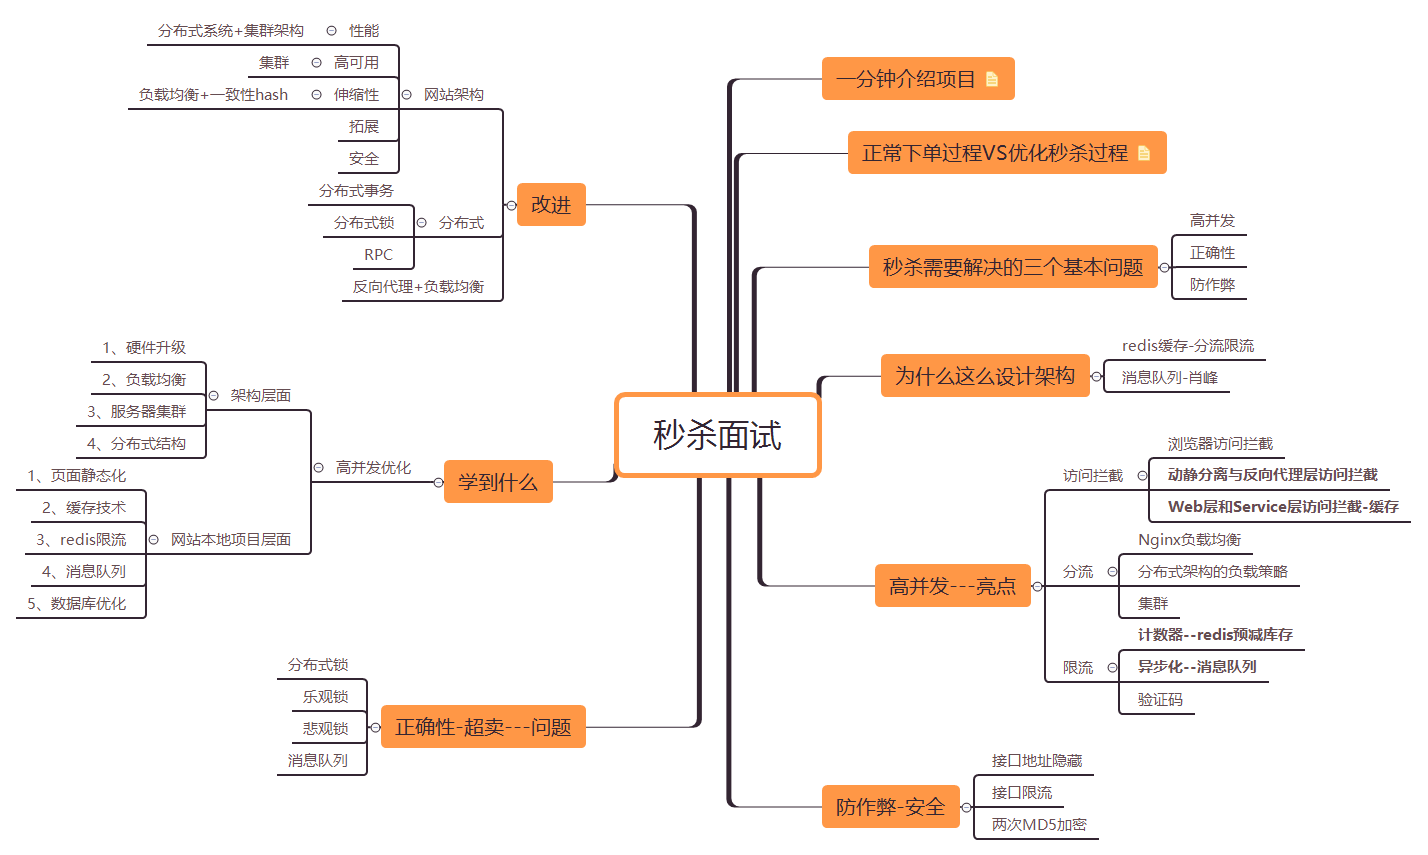 秒杀面试
一分钟介绍项目
正常下单过程VS优化秒杀过程
秒杀需要解决的三个基本问题
高并发
正确性
防作弊
为什么这么设计架构
redis缓存-分流限流
消息队列-肖峰
高并发---亮点
访问拦截
浏览器访问拦截
动静分离与反向代理层访问拦截
Web层和Service层访问拦截-缓存
分流
Nginx负载均衡
分布式架构的负载策略
集群
限流
计数器--redis预减库存
异步化--消息队列
验证码
防作弊-安全
接口地址隐藏
接口限流
两次MD5加密
改进
网站架构
性能
分布式系统+集群架构
高可用
集群
伸缩性
负载均衡+一致性hash
拓展
安全
分布式
分布式事务
分布式锁
RPC
反向代理+负载均衡
学到什么
高并发优化
架构层面
1、硬件升级
2、负载均衡
3、服务器集群
4、分布式结构
网站本地项目层面
1、页面静态化
2、缓存技术
3、redis限流
4、消息队列
5、数据库优化
正确性-超卖---问题
分布式锁
乐观锁
悲观锁
消息队列